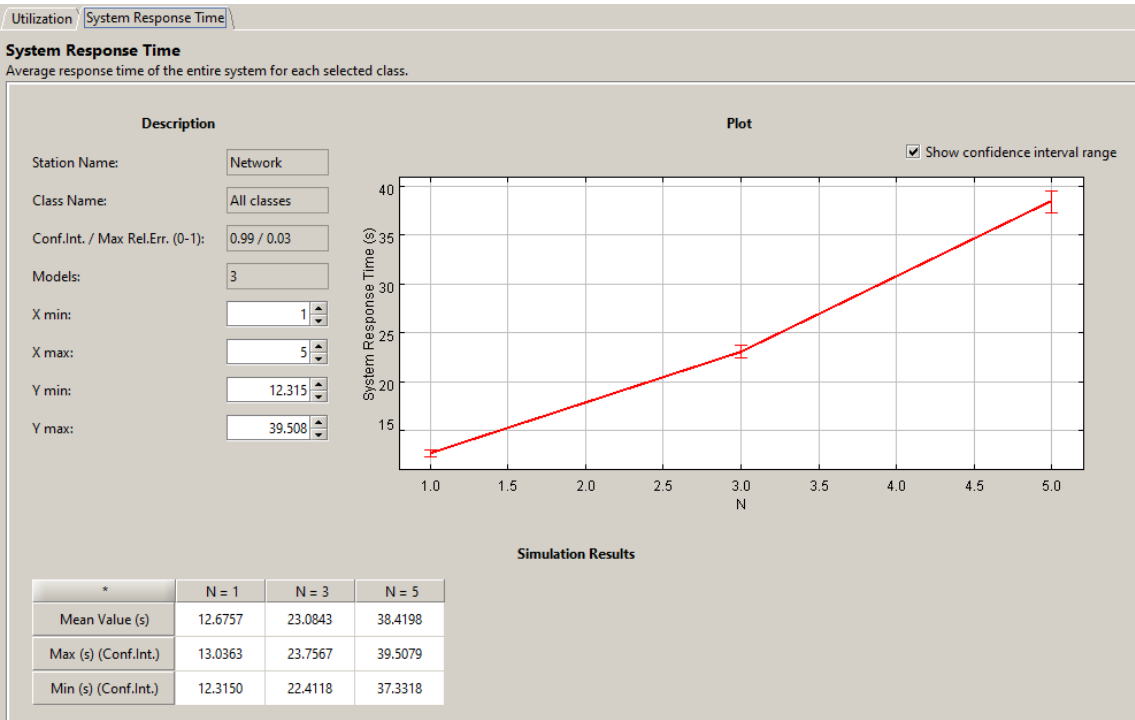 Utilization System Response Time
System Response Time
Average response time of the entire system for each selected class.
Description
Station Name: Network
Class Name: All classes
Conf.Int. / Max Rel.Err. (0-1): 0.99 / 0.03
Models: 3
X min: 1
X max: 5
Y min: 12.315
Y max: 39.508
Plot
Show confidence interval range
System Response Time (s)
40
35
30
25
20
15
1.0 1.5 2.0 2.5 3.0 3.5 4.0 4.5 5.0
N
Simulation Results
* N = 1 N = 3 N = 5
Mean Value (s) 12.6757 23.0843 38.4198
Max (s) (Conf.Int.) 13.0363 23.7567 39.5079
Min (s) (Conf.Int.) 12.3150 22.4118 37.3318